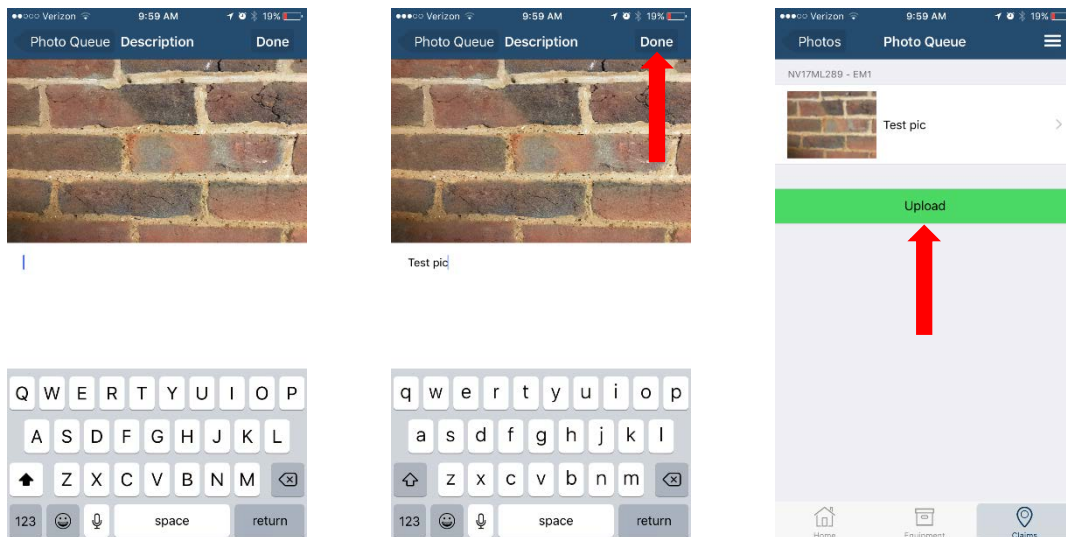 ●●●○○ Verizon 9:59 AM 19%
Photo Queue Description Done
Q W E R T Y U I O P
A S D F G H J K L
Z X C V B N M
123 space return
●●●○○ Verizon 9:59 AM 19%
Photo Queue Description Done
Test pic
q w e r t y u i o p
a s d f g h j k l
z x c v b n m
123 space return
●●●○○ Verizon 9:59 AM 19%
Photos Photo Queue
NV17ML289 - EM1
Test pic
Upload
Home Equipment Claims